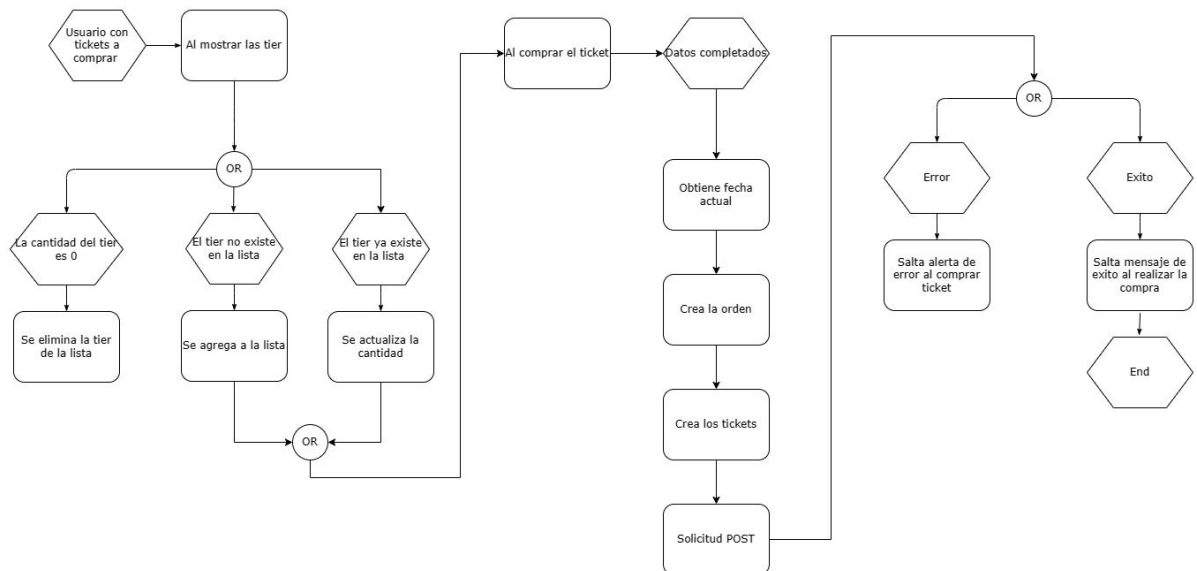 Usuario con
tickets a
comprar
Al mostrar las tier
OR
La cantidad del tier
es 0
El tier no existe
en la lista
El tier ya existe
en la lista
Se elimina la tier
de la lista
Se agrega a la lista
Se actualiza la
cantidad
OR
Al comprar el ticket
Datos completados
Obtiene fecha
actual
Crea la orden
Crea los tickets
Solicitud POST
OR
Error
Exito
Salta alerta de
error al comprar
ticket
Salta mensaje de
exito al realizar la
compra
End